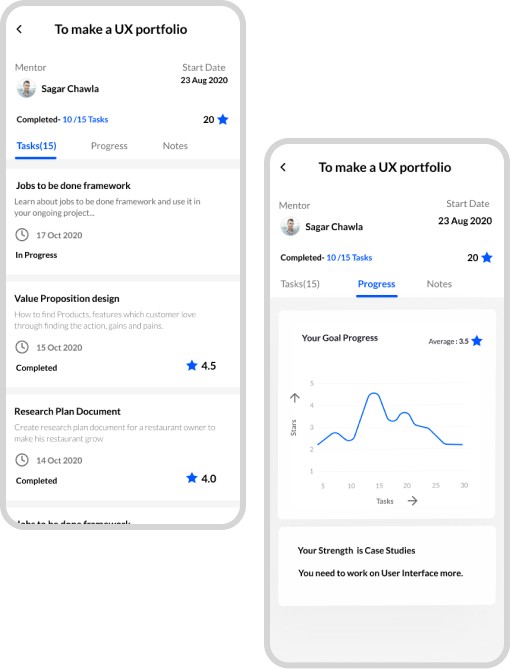 To make a UX portfolio
Mentor
Start Date
Sagar Chawla
23 Aug 2020
Completed- 10 /15 Tasks
20
Tasks(15)
Progress
Notes
Jobs to be done framework
Learn about jobs to be done framework and use it in
your ongoing project...
17 Oct 2020
In Progress
Value Proposition design
How to find Products, features which customer love
through finding the action, gains and pains.
15 Oct 2020
Completed
4.5
Research Plan Document
Create research plan document for a restaurant owner to
make his restaurant grow
14 Oct 2020
Completed
4.0
Jobs to be done framework
To make a UX portfolio
Mentor
Start Date
Sagar Chawla
23 Aug 2020
Completed- 10 /15 Tasks
20
Tasks(15)
Progress
Notes
Your Goal Progress
Average : 3.5
5
4
3
2
1
Stars
5 10 15 20 25 30
Tasks
Your Strength is Case Studies
You need to work on User Interface more.